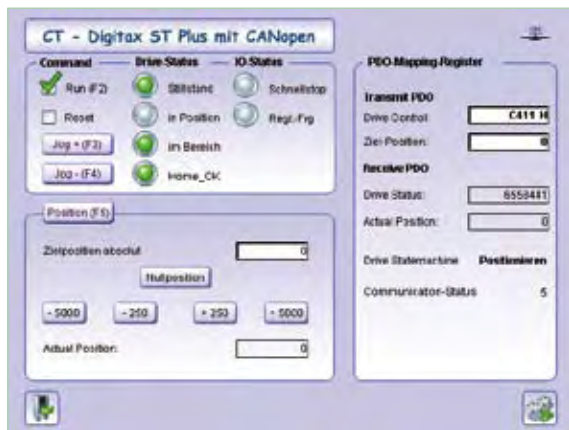 CT - Digitax ST Plus mit CANopen
Command
Drive Status
IO Status
Run (F2)
Stillstand
Schnellstop
Reset
in Position
Regl.-Frg
Jog + (F3)
im Bereich
Jog - (F4)
Home_OK
Position (F5)
Zielposition absolut
0
Nullposition
- 5000
- 250
+ 250
Actual Position:
0
PDO-Mapping-Register
Transmit PDO
Drive Control:
C411 H
Ziel-Position:
Receive PDO
Drive Status:
Actual Position:
0
Drive Statemachine
Positionieren
Communicator-Status
5